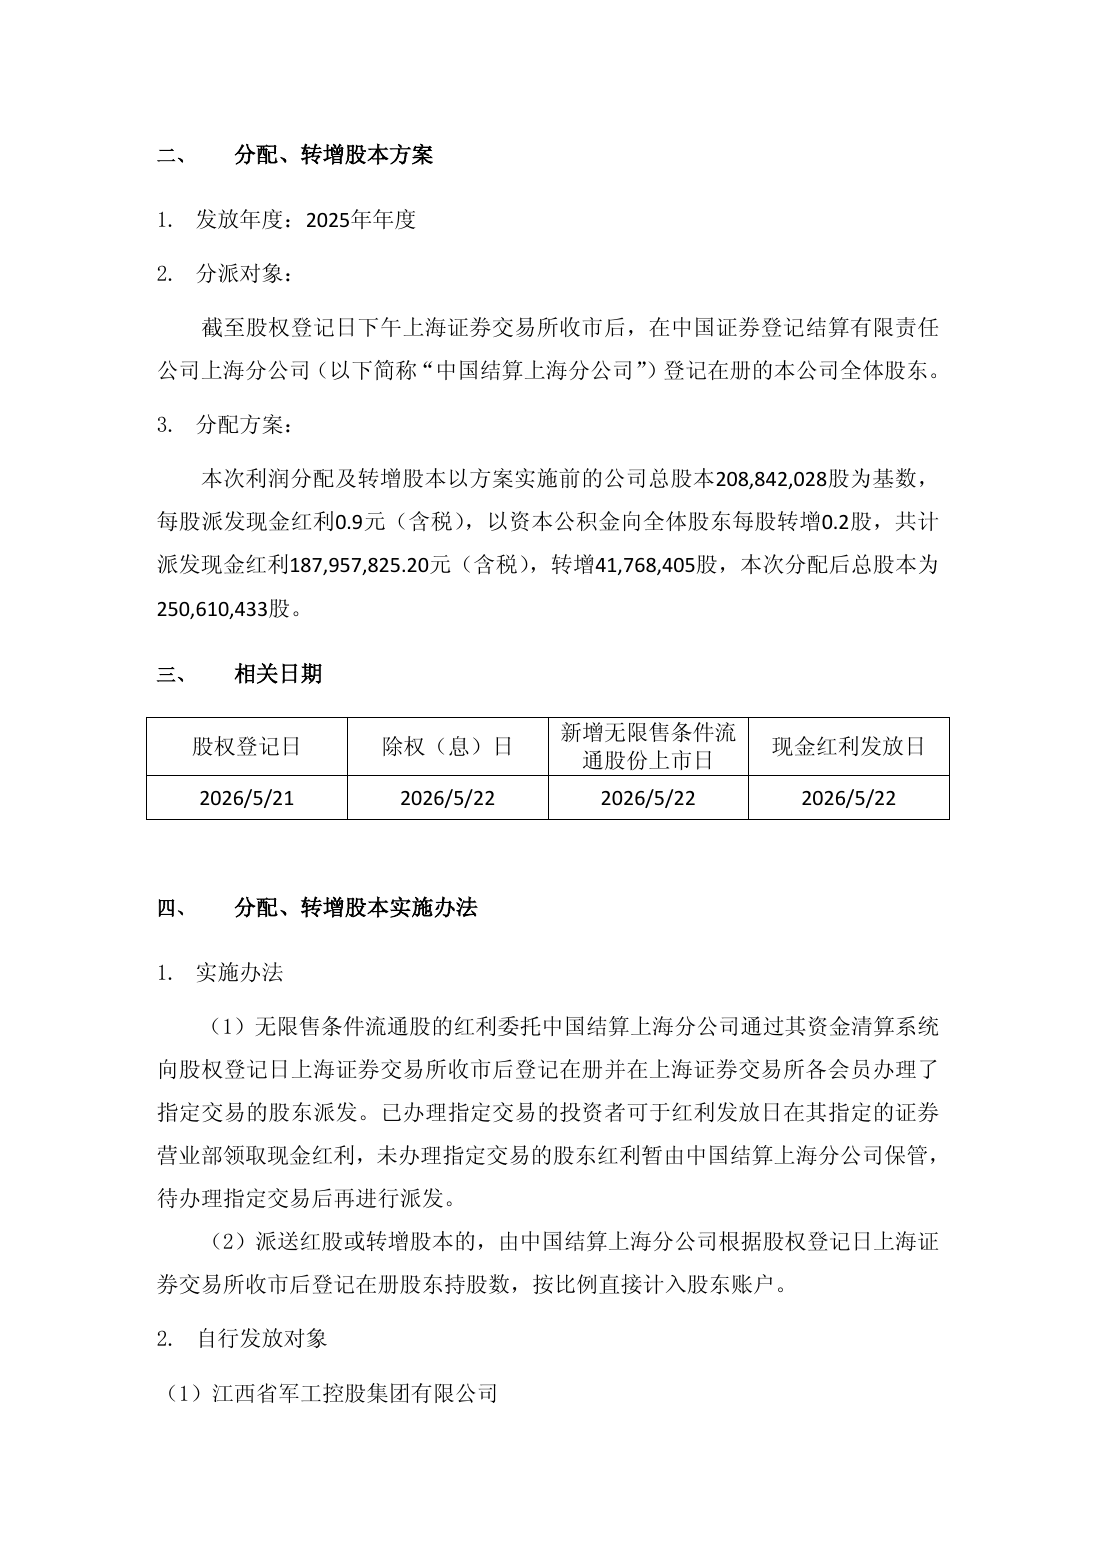 二、 分配、转增股本方案
1. 发放年度：2025年年度
2. 分派对象：
截至股权登记日下午上海证券交易所收市后，在中国证券登记结算有限责任
公司上海分公司（以下简称“中国结算上海分公司”）登记在册的本公司全体股东。
3. 分配方案：
本次利润分配及转增股本以方案实施前的公司总股本208,842,028股为基数，
每股派发现金红利0.9元（含税），以资本公积金向全体股东每股转增0.2股，共计
派发现金红利187,957,825.20元（含税），转增41,768,405股，本次分配后总股本为
250,610,433股。
三、 相关日期
股权登记日 除权（息）日 新增无限售条件流
通股份上市日 现金红利发放日
2026/5/21 2026/5/22 2026/5/22 2026/5/22
四、 分配、转增股本实施办法
1. 实施办法
（1）无限售条件流通股的红利委托中国结算上海分公司通过其资金清算系统
向股权登记日上海证券交易所收市后登记在册并在上海证券交易所各会员办理了
指定交易的股东派发。已办理指定交易的投资者可于红利发放日在其指定的证券
营业部领取现金红利，未办理指定交易的股东红利暂由中国结算上海分公司保管，
待办理指定交易后再进行派发。
（2）派送红股或转增股本的，由中国结算上海分公司根据股权登记日上海证
券交易所收市后登记在册股东持股数，按比例直接计入股东账户。
2. 自行发放对象
（1）江西省军工控股集团有限公司